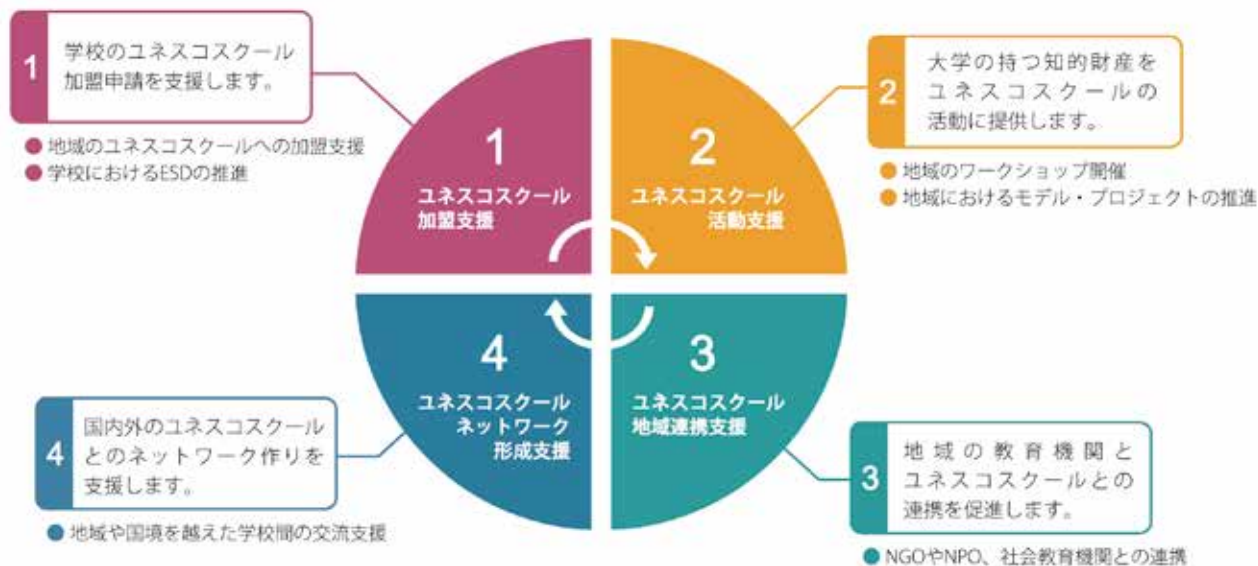 1
学校のユネスコスクール
加盟申請を支援します。
● 地域のユネスコスクールへの加盟支援
● 学校におけるESDの推進
1
ユネスコスクール
加盟支援
2
ユネスコスクール
活動支援
2
大学の持つ知的財産を
ユネスコスクールの
活動に提供します。
● 地域のワークショップ開催
● 地域におけるモデル・プロジェクトの推進
4
ユネスコスクール
ネットワーク
形成支援
3
ユネスコスクール
地域連携支援
4
国内外のユネスコスクール
とのネットワーク作りを
支援します。
● 地域や国境を越えた学校間の交流支援
3
地域の教育機関と
ユネスコスクールとの
連携を促進します。
● NGOやNPO、社会教育機関との連携